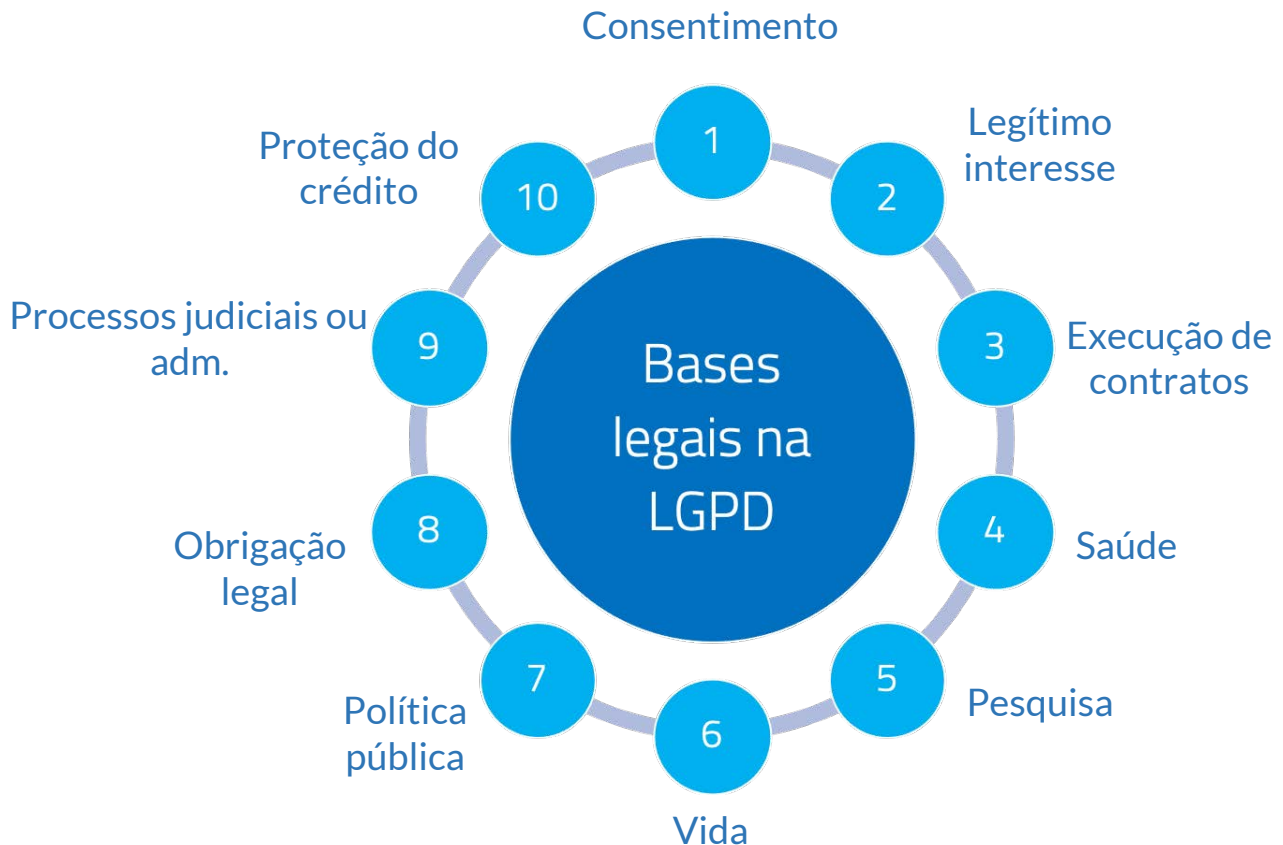 Consentimento
1
Legítimo
interesse
2
Execução de
contratos
3
Saúde
4
Pesquisa
5
Vida
6
Política
pública
7
Obrigação
legal
8
Processos judiciais ou
adm.
9
Proteção do
crédito
10
Bases
legais na
LGPD